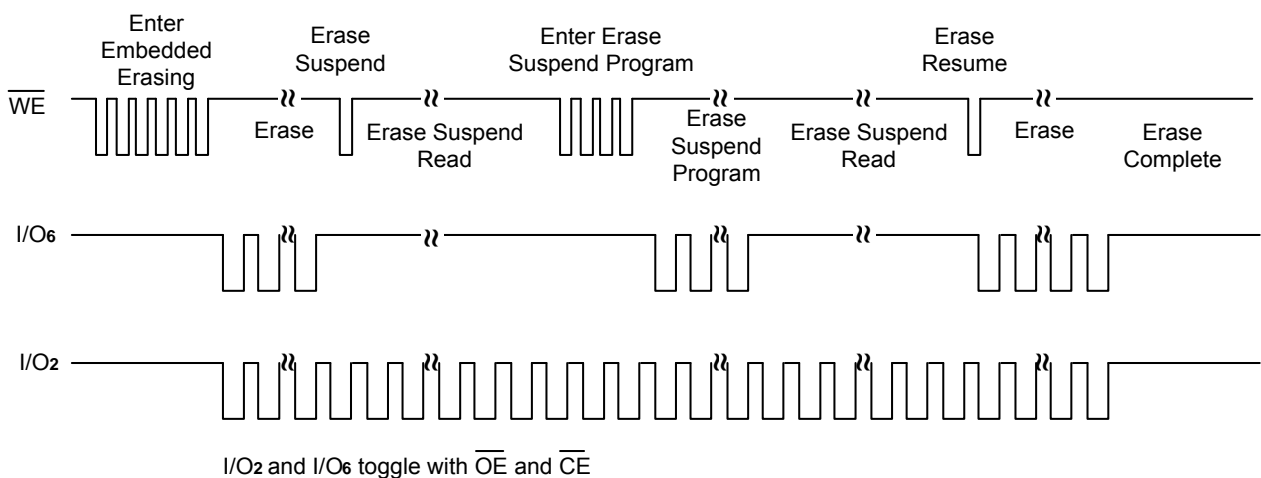 Enter
Embedded
Erasing
Erase
Suspend
Enter Erase
Suspend Program
Erase
Resume
WE
Erase
Erase Suspend
Read
Erase
Suspend
Program
Erase Suspend
Read
Erase
Erase
Complete
I/O6
I/O2
I/O2 and I/O6 toggle with OE and CE